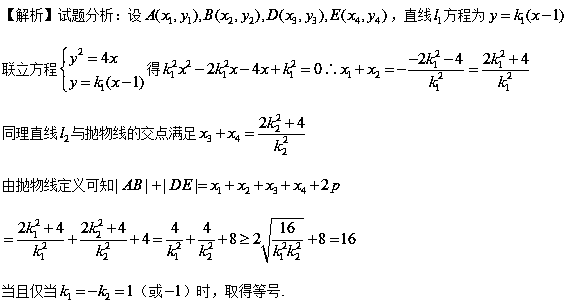 【解析】试题分析：设 A(x₁, y₁), B(x₂, y₂), D(x₃, y₃), E(x₄, y₄)，直线l₁方程为 y = k₁(x−1)
联立方程 { y² = 4x ; y = k₁(x−1) 得 k₁²x² − 2k₁²x − 4x + k₁² = 0 ∴ x₁ + x₂ = −(−2k₁² − 4)/k₁² = (2k₁² + 4)/k₁²
同理直线 l₂与抛物线的交点满足 x₃ + x₄ = (2k₂² + 4)/k₂²
由抛物线定义可知| AB | + | DE |= x₁ + x₂ + x₃ + x₄ + 2p
= (2k₁² + 4)/k₁² + (2k₂² + 4)/k₂² + 4 = 4/k₁² + 4/k₂² + 8 ≥ 2√(16/(k₁²k₂²)) + 8 = 16
当且仅当 k₁ = −k₂ = 1（或−1）时，取得等号.